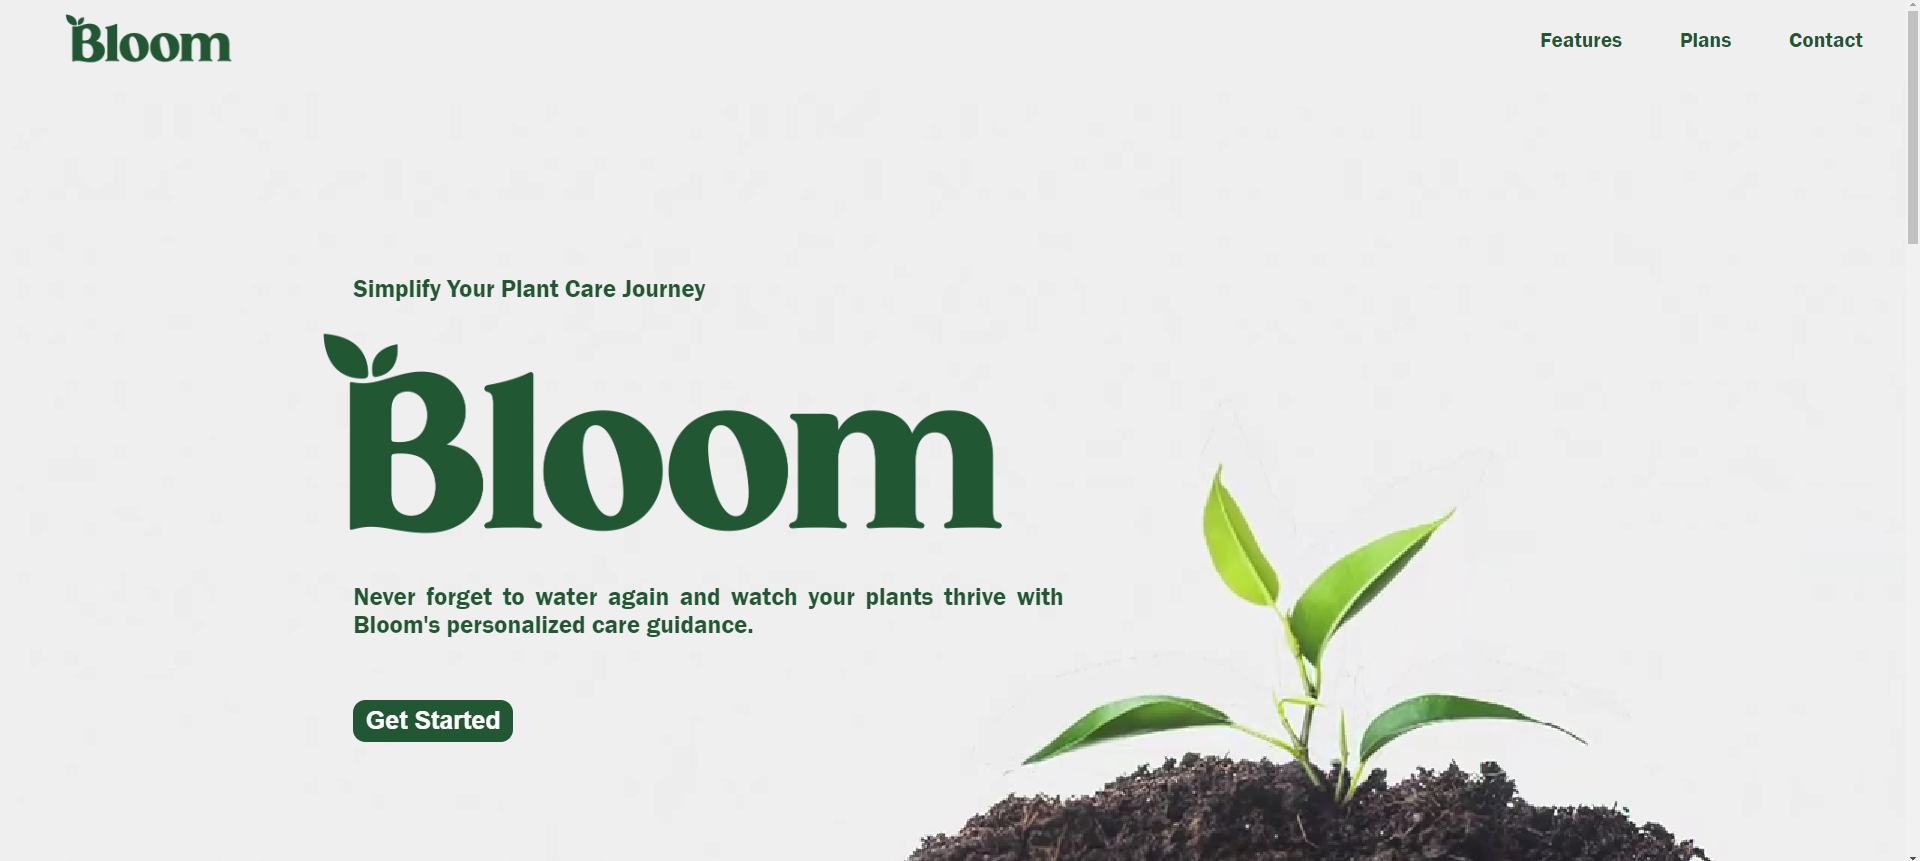 Bloom
Features
Plans
Contact
Simplify Your Plant Care Journey
Bloom
Never forget to water again and watch your plants thrive with
Bloom's personalized care guidance.
Get Started